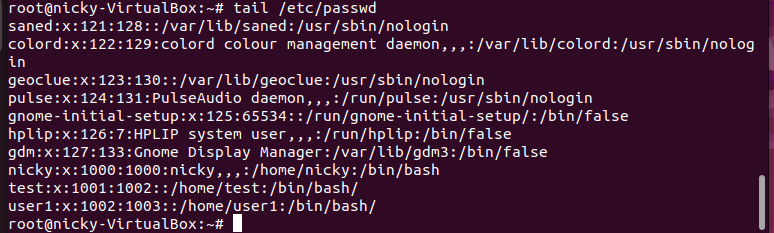 root@nicky-VirtualBox:~# tail /etc/passwd
saned:x:121:128::/var/lib/saned:/usr/sbin/nologin
colord:x:122:129:colord colour management daemon,,,:/var/lib/colord:/usr/sbin/nolog
in
geoclue:x:123:130::/var/lib/geoclue:/usr/sbin/nologin
pulse:x:124:131:PulseAudio daemon,,,:/run/pulse:/usr/sbin/nologin
gnome-initial-setup:x:125:65534::/run/gnome-initial-setup/:/bin/false
hplip:x:126:7:HPLIP system user,,,:/run/hplip:/bin/false
gdm:x:127:133:Gnome Display Manager:/var/lib/gdm3:/bin/false
nicky:x:1000:1000:nicky,,,:/home/nicky:/bin/bash
test:x:1001:1002::/home/test:/bin/bash/
user1:x:1002:1003::/home/user1:/bin/bash/
root@nicky-VirtualBox:~#